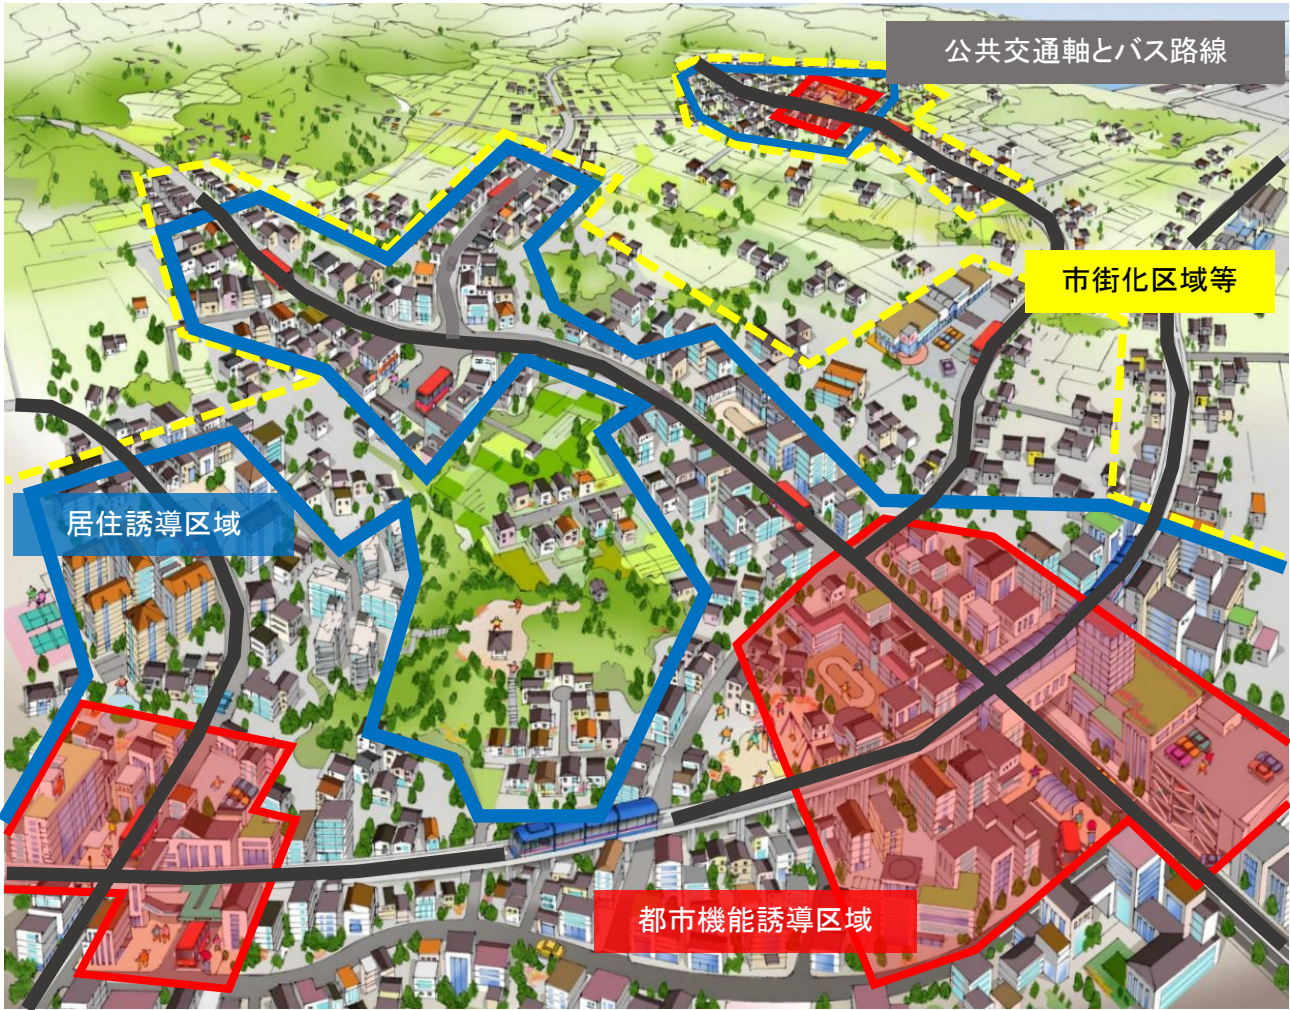 公共交通軸とバス路線
市街化区域等
居住誘導区域
都市機能誘導区域